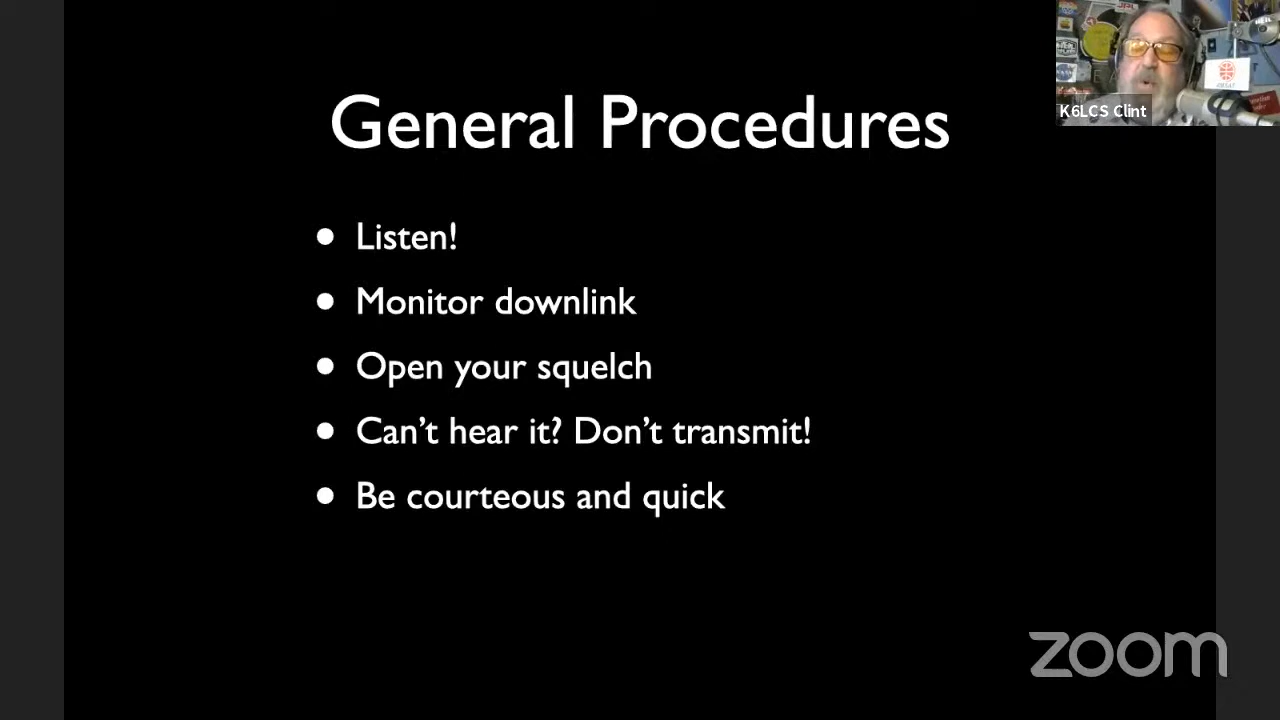 General Procedures
• Listen!
• Monitor downlink
• Open your squelch
• Can't hear it? Don't transmit!
• Be courteous and quick
JPL
K6LCS Clint
zoom